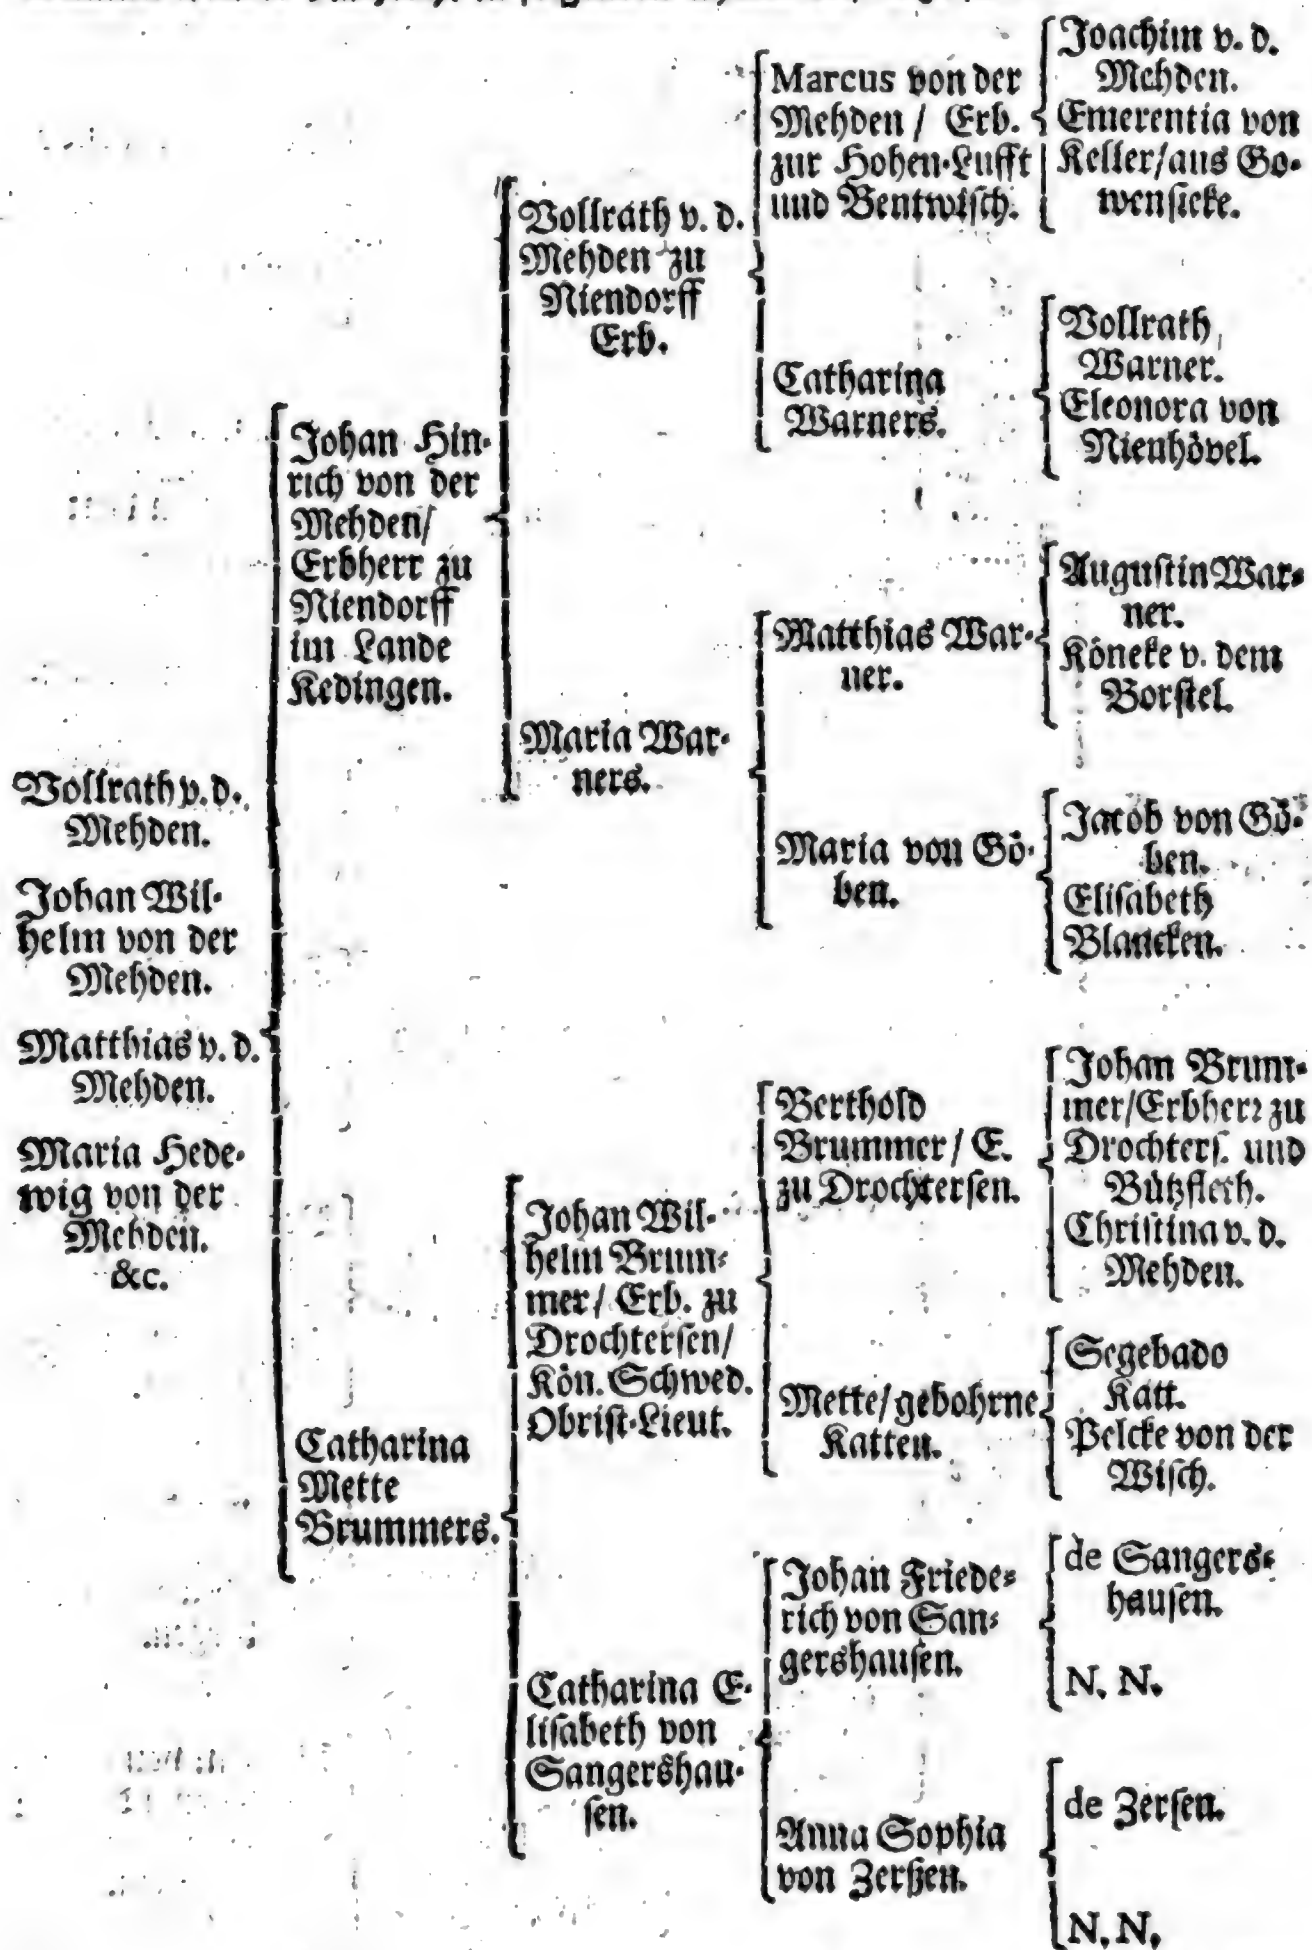 Vollrath v. d.
Mehden.
Johan Wil-
helm von der
Mehden.
Matthias v. d.
Mehden.
Maria Hede-
wig von der
Mehden.
&c.
Johan Hin-
rich von der
Mehden/
Erbherr zu
Niendorff
im Lande
Kedingen.
Catharina
Mette
Brummers.
Vollrath v. d.
Mehden zu
Niendorff
Erb.
Maria War-
ners.
Johan Wil-
helm Brum-
mer/ Erb. zu
Drochtersen/
Kön. Schwed.
Obrist-Lieut.
Catharina E-
lisabeth von
Sangershau-
sen.
Marcus von der
Mehden / Erb.
zur Hohen-Lufft
und Bentwisch.
Catharina
Warners.
Matthias War-
ner.
Maria von Gö-
ben.
Berthold
Brummer/ E.
zu Drochtersen.
Mette/gebohrne
Katten.
Johan Friede-
rich von San-
gershausen.
Anna Sophia
von Zerßen.
Joachim v. d.
Mehden.
Emerentia von
Keller/aus Go-
wensicke.
Vollrath
Warner.
Eleonora von
Nienhövel.
Augustin War-
ner.
Köneke v. dem
Borstel.
Jacob von Gö-
ben.
Elisabeth
Blancken.
Johan Brum-
mer/Erbherr zu
Drochters. und
Bützfleth.
Christina v. d.
Mehden.
Segebado
Katt.
Pelcke von der
Wisch.
de Sangers-
hausen.
N. N.
de Zersen.
N. N.